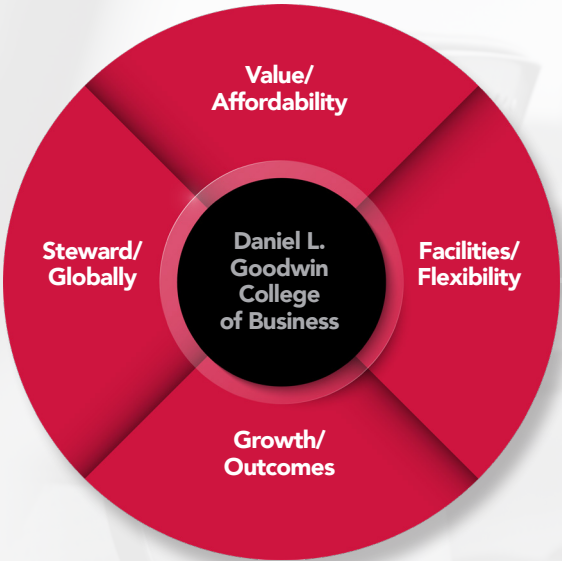 Value/
Affordability
Steward/
Globally
Daniel L.
Goodwin
College
of Business
Facilities/
Flexibility
Growth/
Outcomes